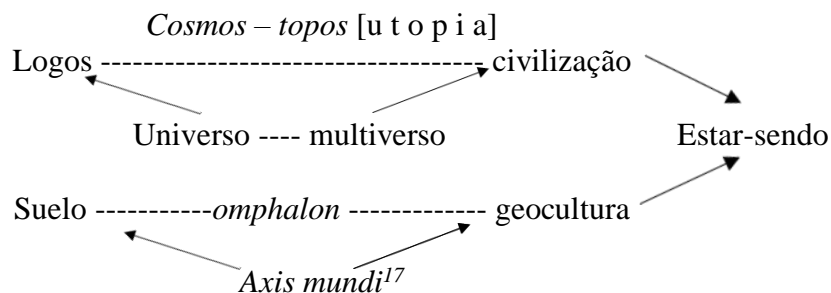 Cosmos – topos [u t o p i a]
Logos ----------------------------------- civilização
Universo ---- multiverso Estar-sendo
Suelo -----------omphalon ------------- geocultura
Axis mundi17